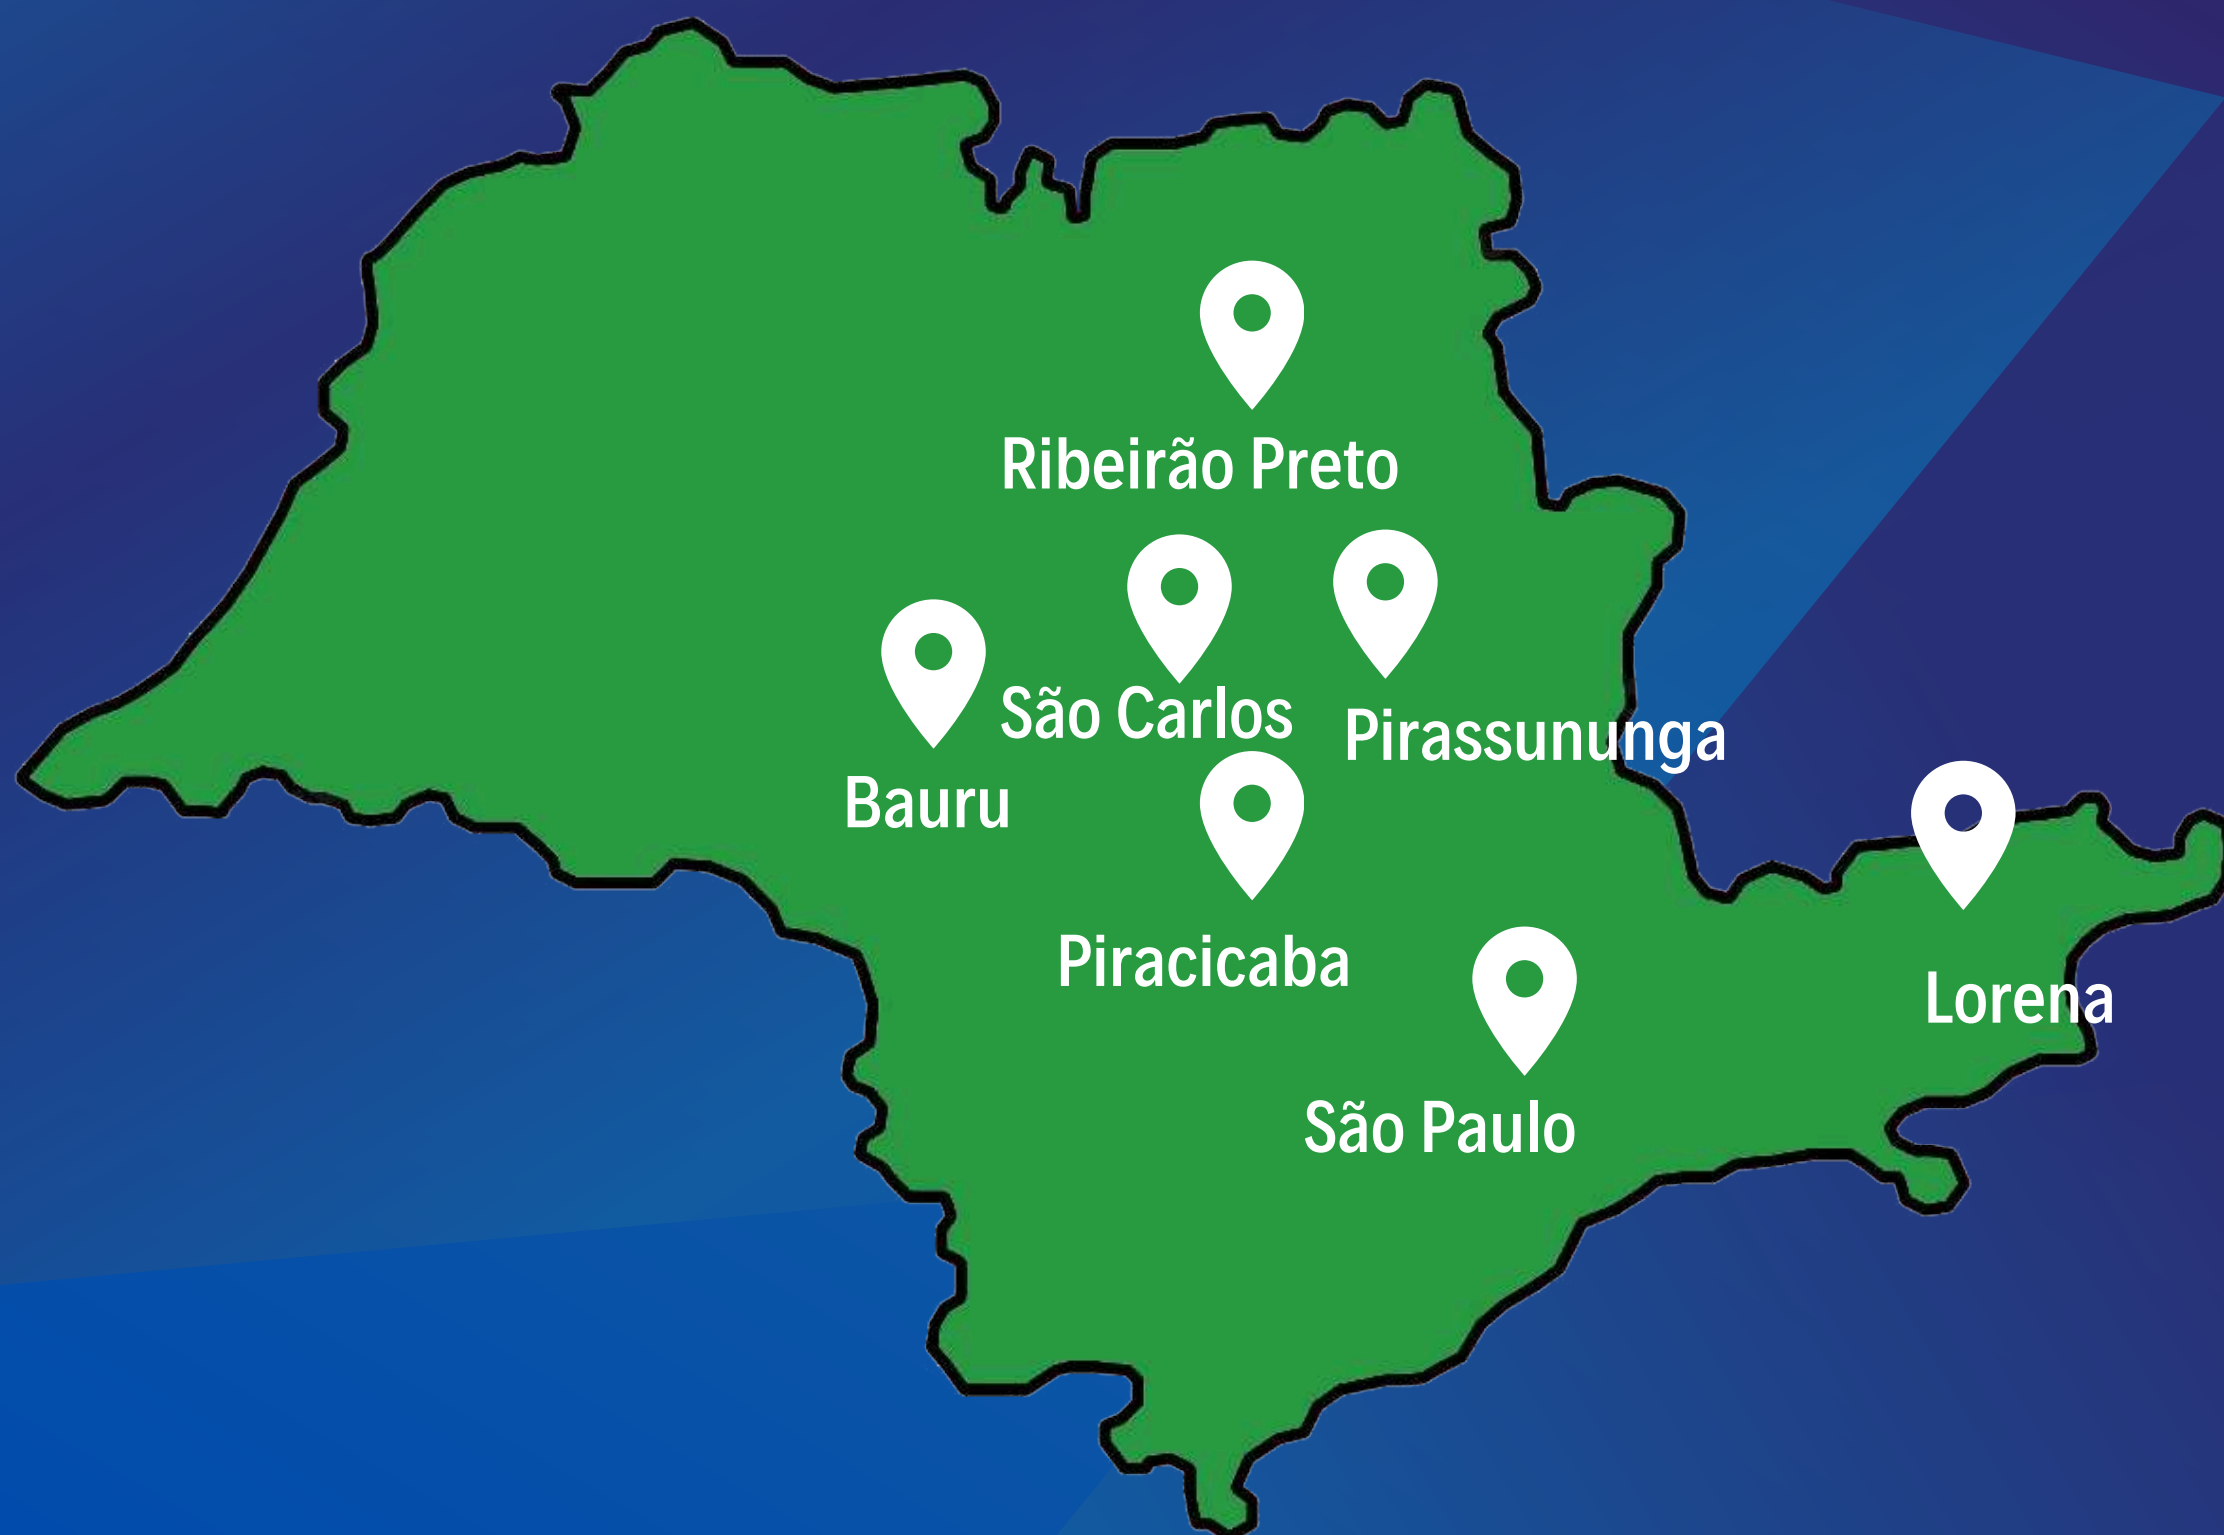 Ribeirão Preto
São Carlos
Pirassununga
Bauru
Piracicaba
Lorena
São Paulo